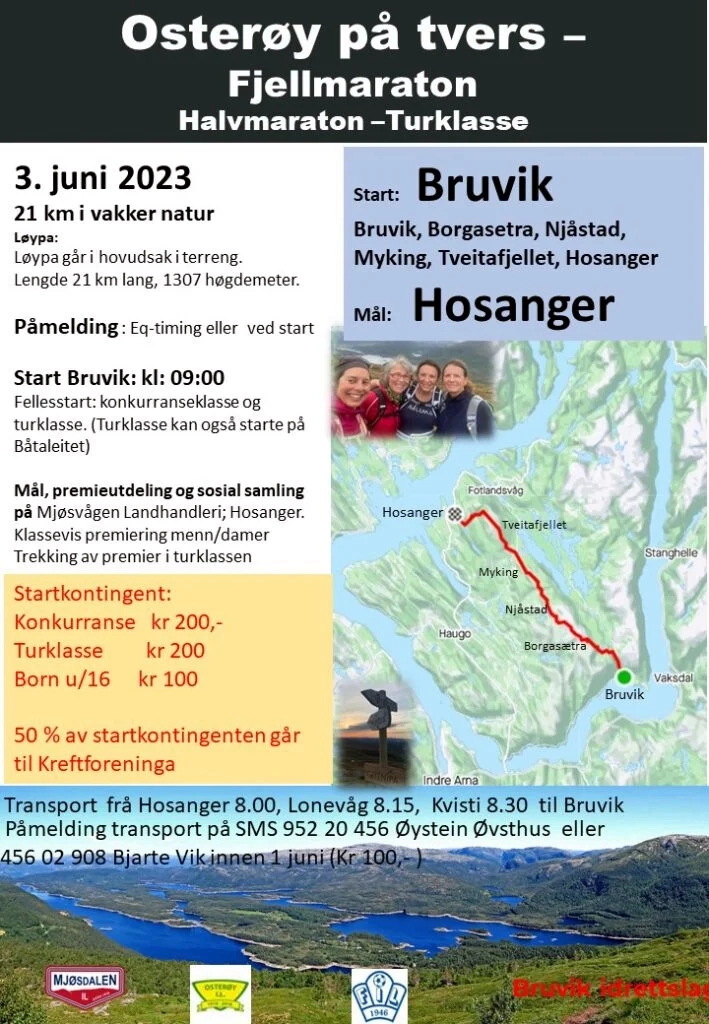 Osterøy på tvers –
Fjellmaraton
Halvmaraton –Turklasse
3. juni 2023
21 km i vakker natur
Løypa:
Løypa går i hovudsak i terreng.
Lengde 21 km lang, 1307 høgdemeter.
Påmelding : Eq-timing eller ved start
Start Bruvik: kl: 09:00
Fellesstart: konkurranseklasse og
turklasse. (Turklasse kan også starte på
Båtaleitet)
Mål, premieutdeling og sosial samling
på Mjøsvågen Landhandleri; Hosanger.
Klassevis premiering menn/damer
Trekking av premier i turklassen
Startkontingent:
Konkurranse kr 200,-
Turklasse kr 200
Born u/16 kr 100
50 % av startkontingenten går
til Kreftforeninga
Start: Bruvik
Bruvik, Borgasetra, Njåstad,
Myking, Tveitafjellet, Hosanger
Mål: Hosanger
Fotlandsvåg
Hosanger
Tveitafjellet
Stanghelle
Myking
Njåstad
Haugo
Borgasætra
Vaksdal
Bruvik
Indre Arna
Transport frå Hosanger 8.00, Lonevåg 8.15, Kvisti 8.30 til Bruvik
Påmelding transport på SMS 952 20 456 Øystein Øvsthus eller
456 02 908 Bjarte Vik innen 1 juni (Kr 100,- )
MJØSDALEN
IL
OSTERØY
I.L.
F I L
1946
Bruvik idrettslag